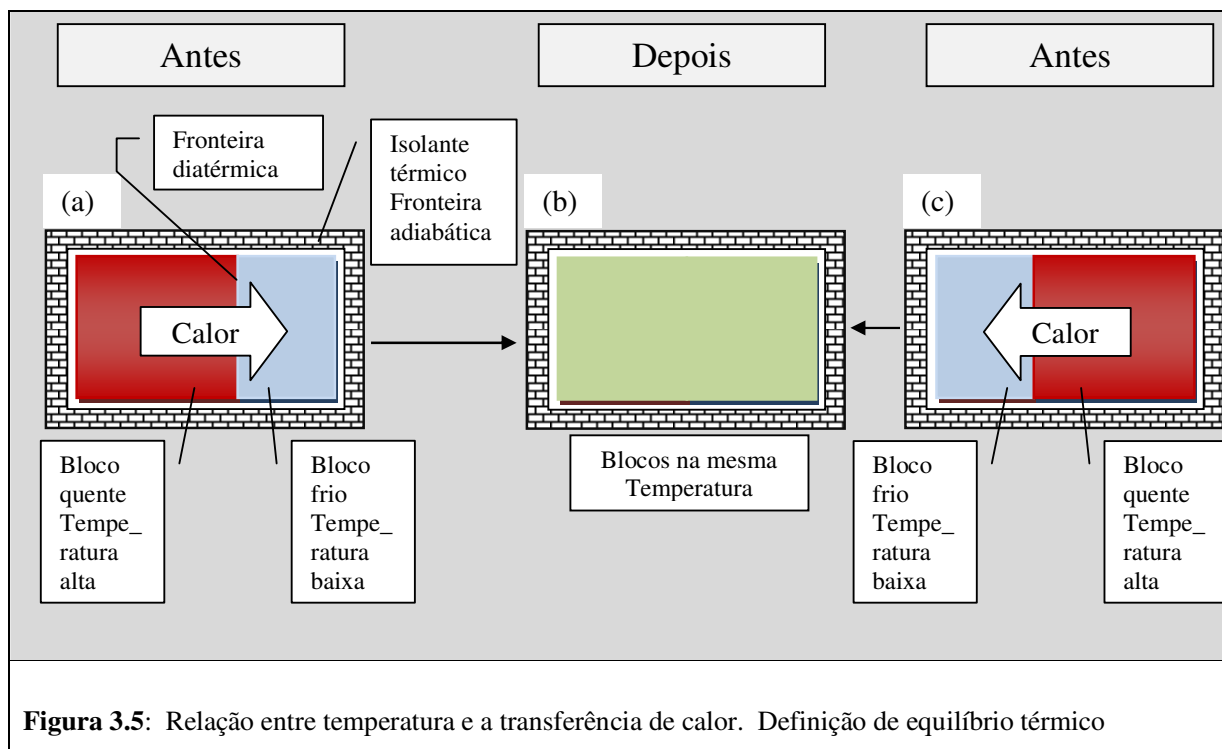 Antes
Depois
Antes
Fronteira
diatérmica
Isolante
térmico
Fronteira
adiabática
(a)
(b)
(c)
Calor
Calor
Bloco
quente
Tempe_
ratura
alta
Bloco
frio
Tempe_
ratura
baixa
Blocos na mesma
Temperatura
Bloco
frio
Tempe_
ratura
baixa
Bloco
quente
Tempe_
ratura
alta
Figura 3.5: Relação entre temperatura e a transferência de calor. Definição de equilíbrio térmico